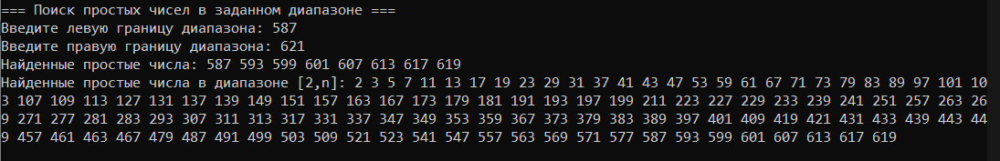 === Поиск простых чисел в заданном диапазоне ===
Введите левую границу диапазона: 587
Введите правую границу диапазона: 621
Найденные простые числа: 587 593 599 601 607 613 617 619
Найденные простые числа в диапазоне [2,n]: 2 3 5 7 11 13 17 19 23 29 31 37 41 43 47 53 59 61 67 71 73 79 83 89 97 101 10
3 107 109 113 127 131 137 139 149 151 157 163 167 173 179 181 191 193 197 199 211 223 227 229 233 239 241 251 257 263 26
9 271 277 281 283 293 307 311 313 317 331 337 347 349 353 359 367 373 379 383 389 397 401 409 419 421 431 433 439 443 44
9 457 461 463 467 479 487 491 499 503 509 521 523 541 547 557 563 569 571 577 587 593 599 601 607 613 617 619